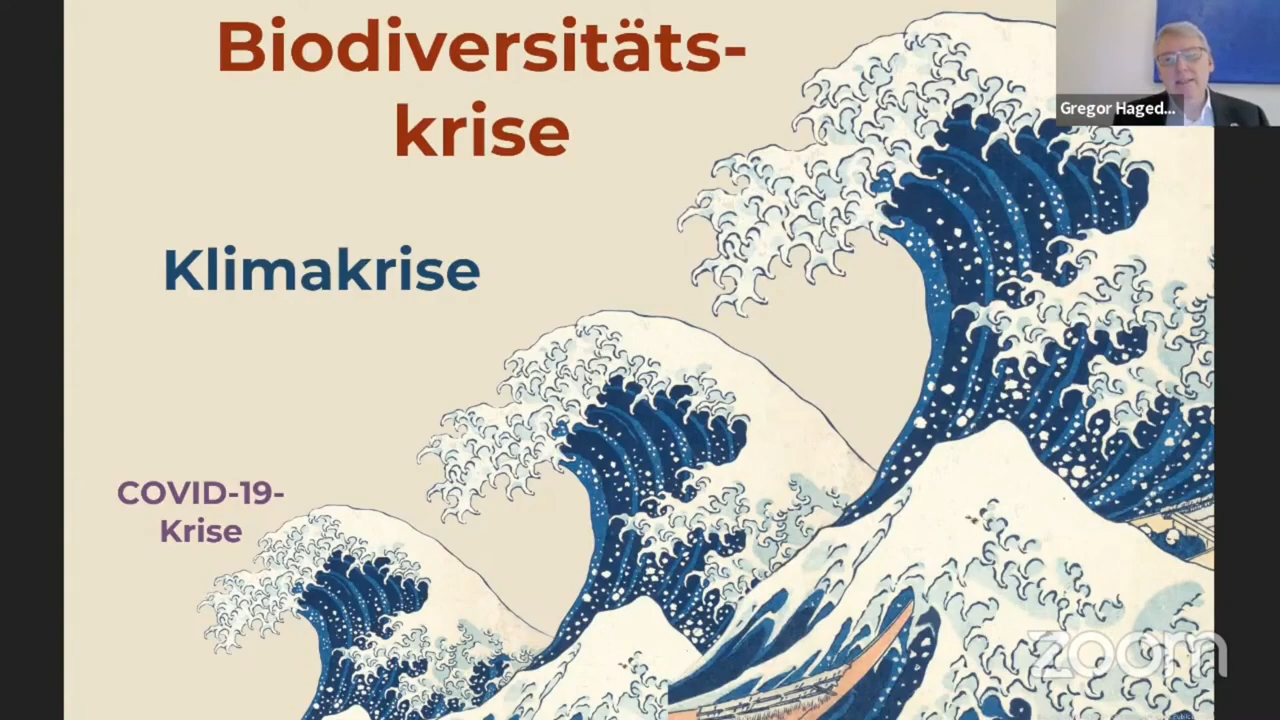 Biodiversitäts-
krise
Gregor Haged...
Klimakrise
COVID-19-
Krise
zoom